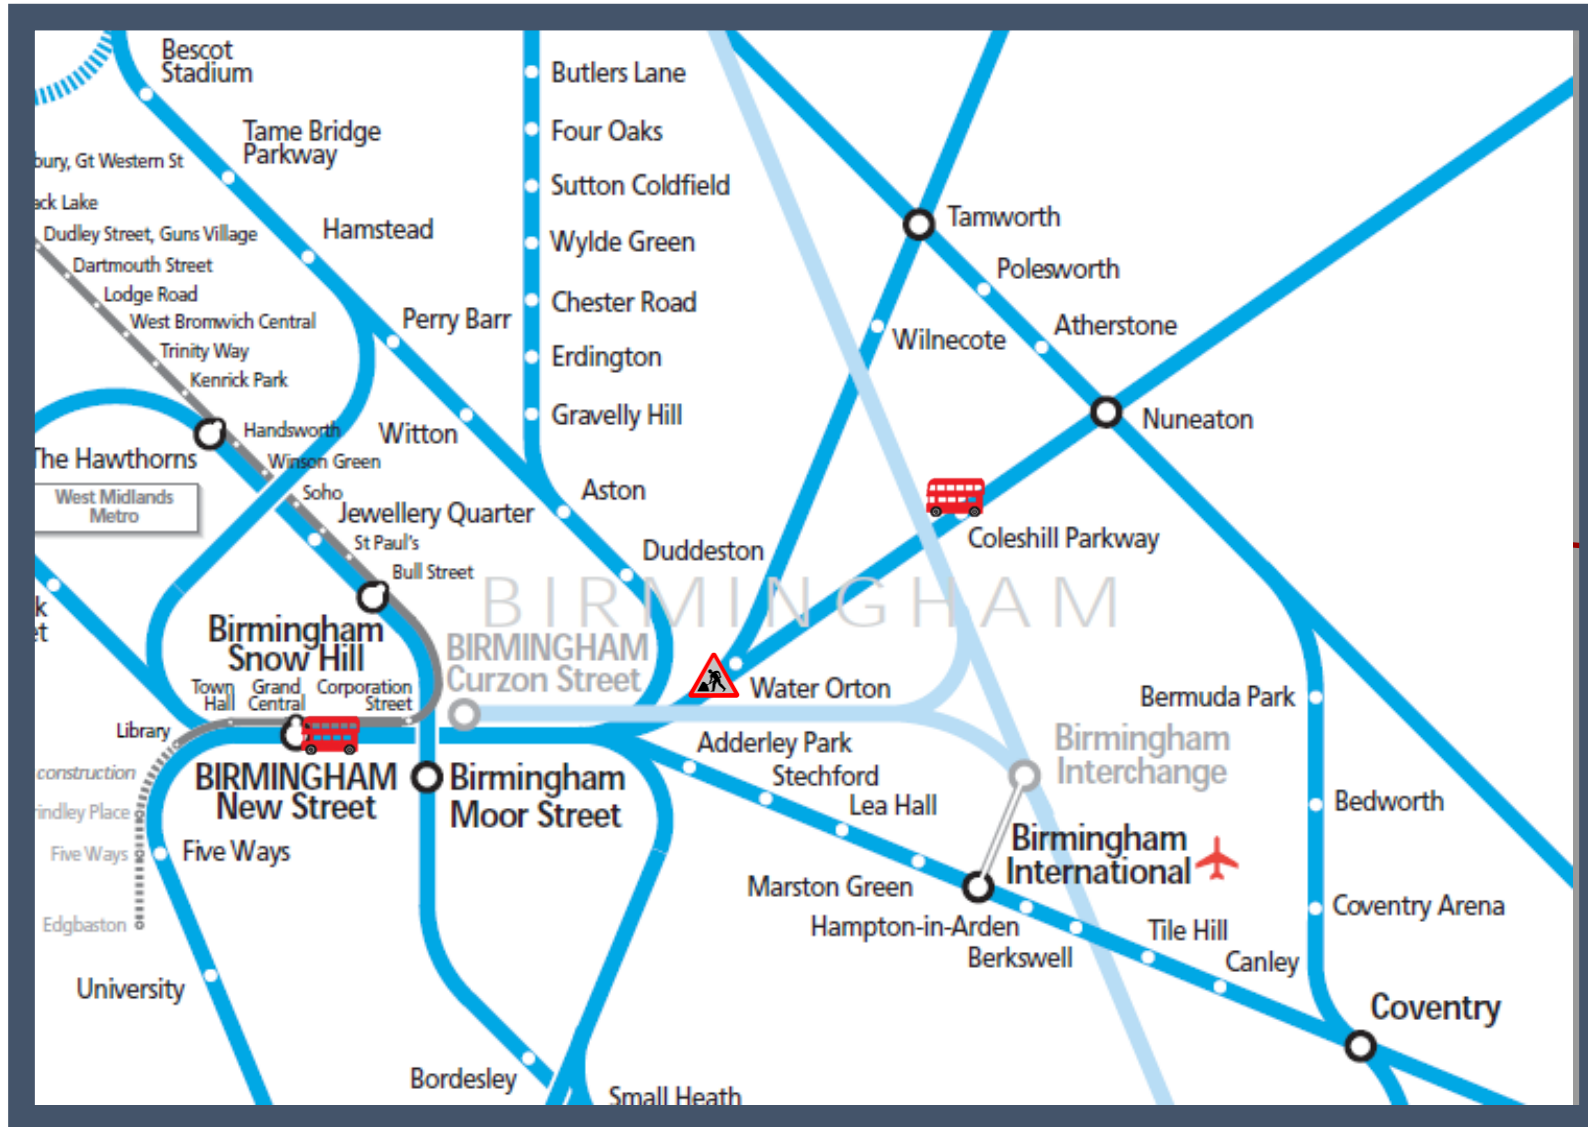 Bescot
Stadium
Butlers Lane
Tame Bridge
Parkway
Four Oaks
bury, Gt Western St
Sutton Coldfield
ack Lake
Tamworth
Dudley Street, Guns Village
Hamstead
Wylde Green
Dartmouth Street
Polesworth
Lodge Road
Chester Road
West Bromwich Central
Perry Barr
Atherstone
Wilnecote
Trinity Way
Erdington
Kenrick Park
Gravelly Hill
Nuneaton
Handsworth
Witton
The Hawthorns
Winson Green
West Midlands
Metro
Soho
Aston
Jewellery Quarter
Coleshill Parkway
St Paul's
Duddeston
Bull Street
BIRMINGHAM
k
et
Birmingham
Snow Hill
BIRMINGHAM
Curzon Street
Town
Hall
Grand
Central
Corporation
Street
Water Orton
Bermuda Park
Library
Adderley Park
Birmingham
Interchange
construction
BIRMINGHAM
New Street
Birmingham
Moor Street
Stechford
Lea Hall
Bedworth
rindley Place
Five Ways
Five Ways
Birmingham
International
Marston Green
Coventry Arena
Edgbaston
Hampton-in-Arden
Tile Hill
Berkswell
Canley
University
Coventry
Bordesley
Small Heath